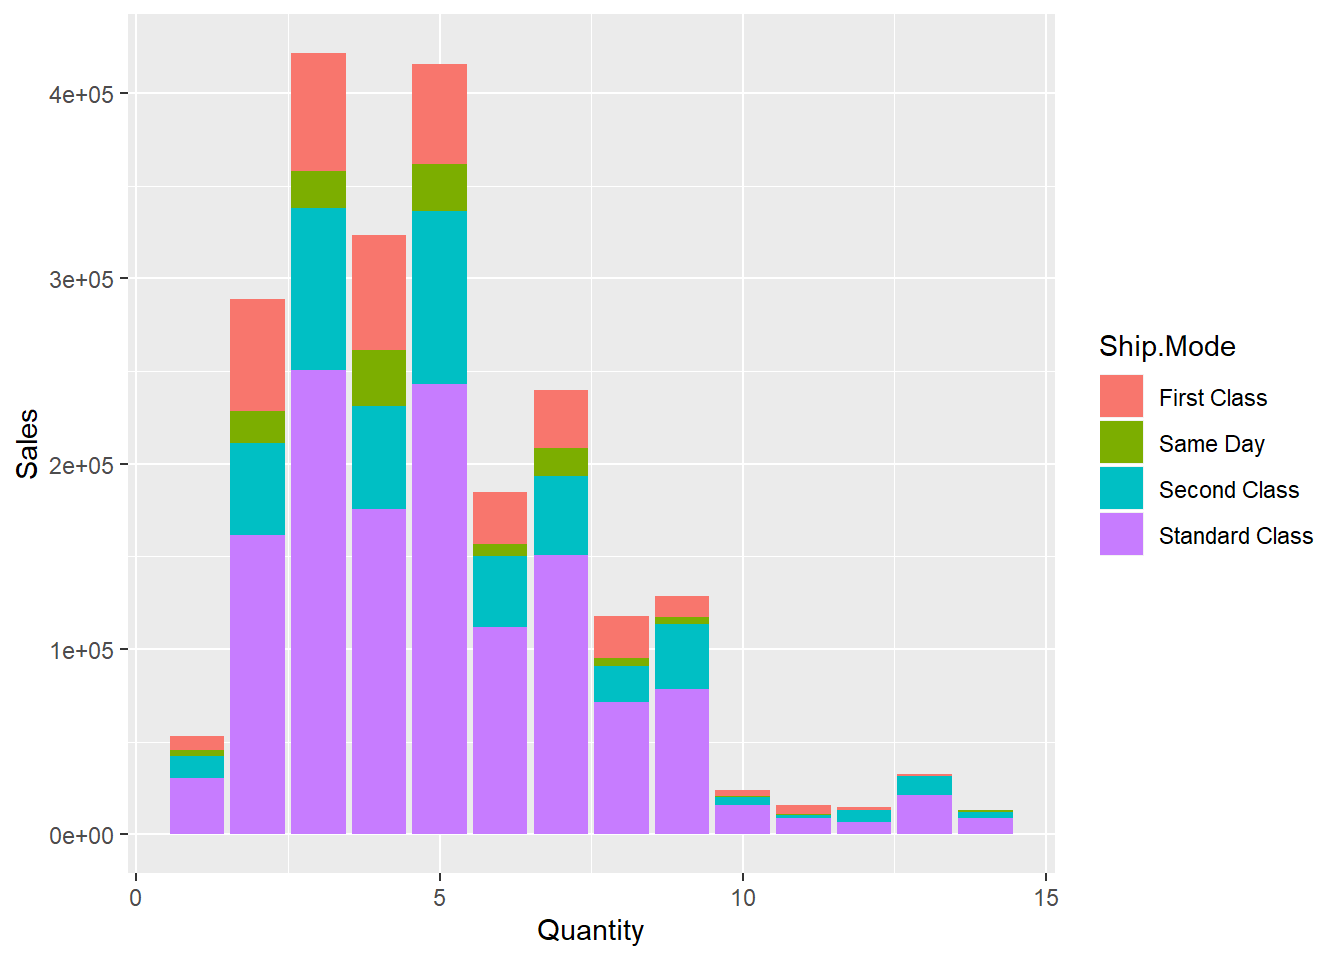 4e+05
3e+05
2e+05
1e+05
0e+00
Sales
0
5
10
15
Quantity
Ship.Mode
First Class
Same Day
Second Class
Standard Class